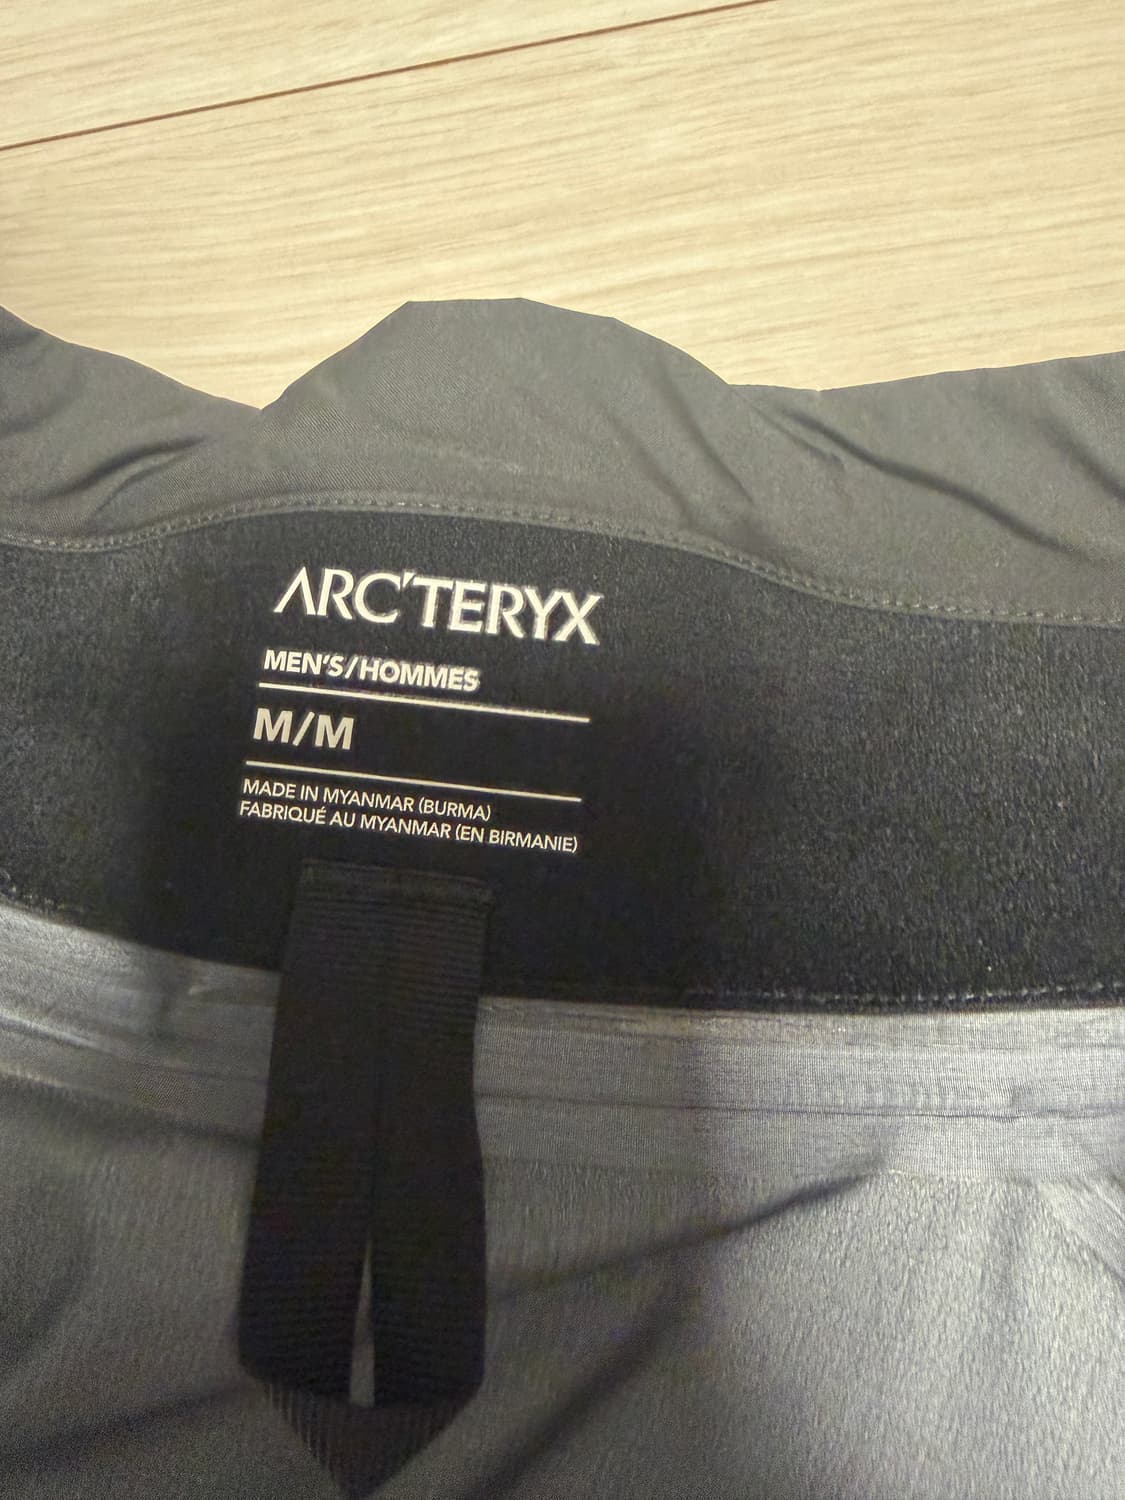 ARC'TERYX
MEN'S/HOMMES
M/M
MADE IN MYANMAR (BURMA)
FABRIQUÉ AU MYANMAR (EN BIRMANIE)